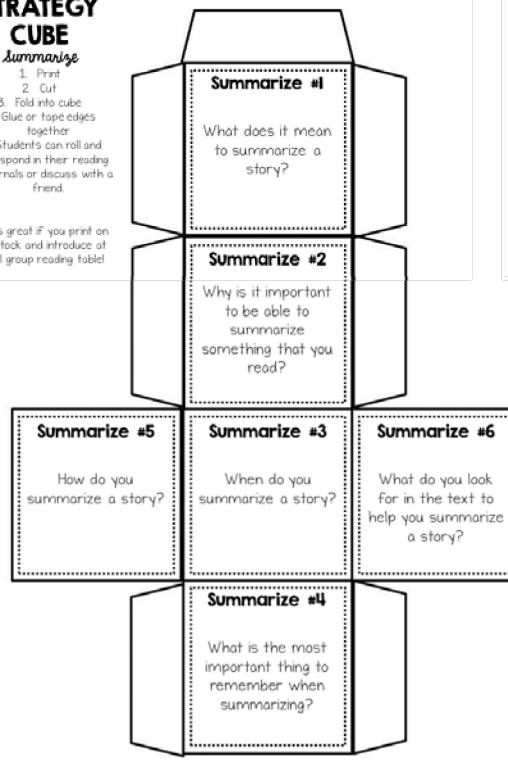 CUBE
Summarize
1. Print
2. Cut
3. Fold into cube
Glue or tape edges
together
Students can roll and
in their reading
or discuss with a
friend.
great if you print on
and introduce at
group reading table!
Summarize #1
What does it mean
to summarize a
story?
Summarize #2
Why is it important
to be able to
summarize
something that you
read?
Summarize #5
How do you
summarize a story?
Summarize #3
When do you
summarize a story?
Summarize #6
What do you look
for in the text to
help you summarize
a story?
Summarize #4
What is the most
important thing to
remember when
summarizing?